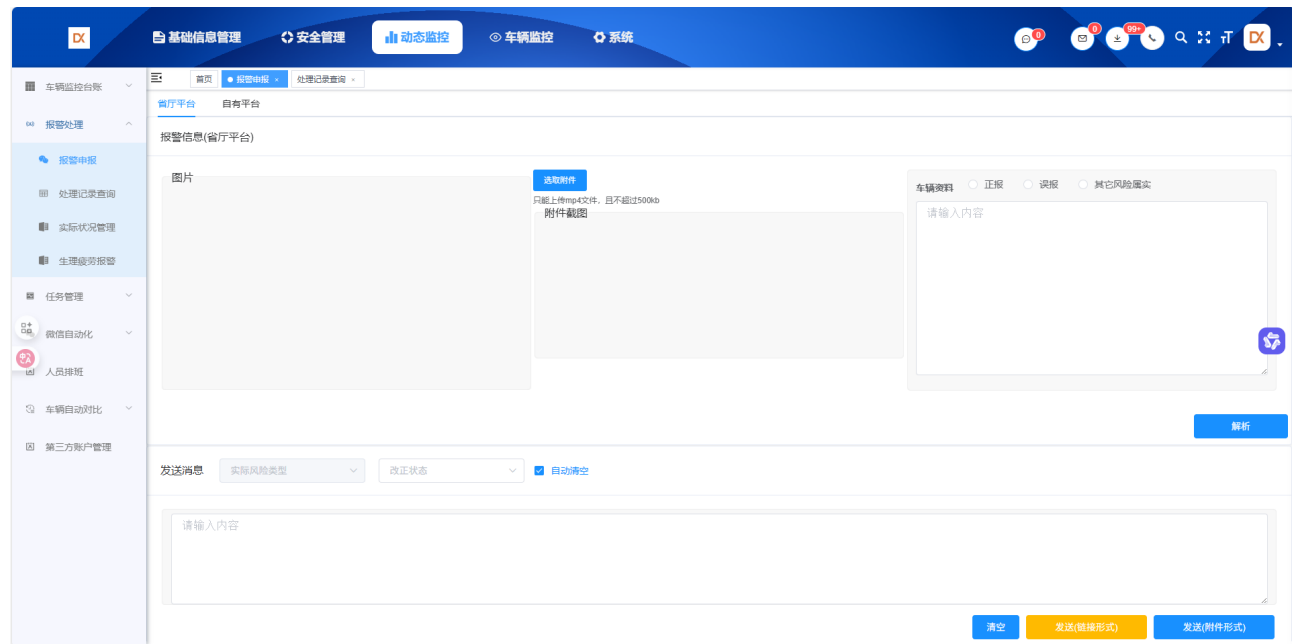 DX 基础信息管理 安全管理 动态监控 车辆监控 系统 0 0 99+ DX
首页 报警申报 × 处理记录查询 ×
省厅平台 自有平台
报警信息(省厅平台)
车辆监控台账
报警处理
报警申报
处理记录查询
实际状况管理
生理疲劳报警
任务管理
微信自动化
人员排班
车辆自动对比
第三方账户管理
图片
选取附件
只能上传mp4文件，且不超过500kb
附件截图
车辆资料 正报 误报 其它风险属实
请输入内容
解析
发送消息 实际风险类型 改正状态 自动清空
请输入内容
清空 发送(链接形式) 发送(附件形式)